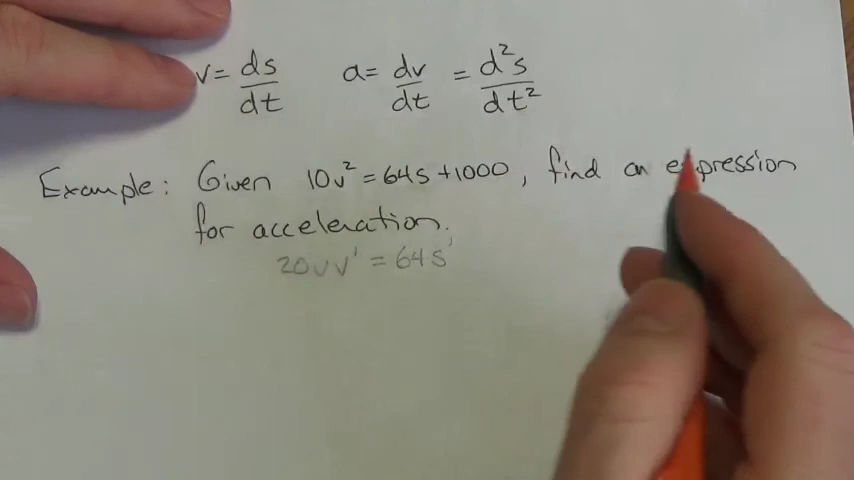 v = ds/dt a = dv/dt = d²s/dt²
Example: Given 10v² = 64s + 1000, find an expression
for acceleration.
20vv' = 64s'